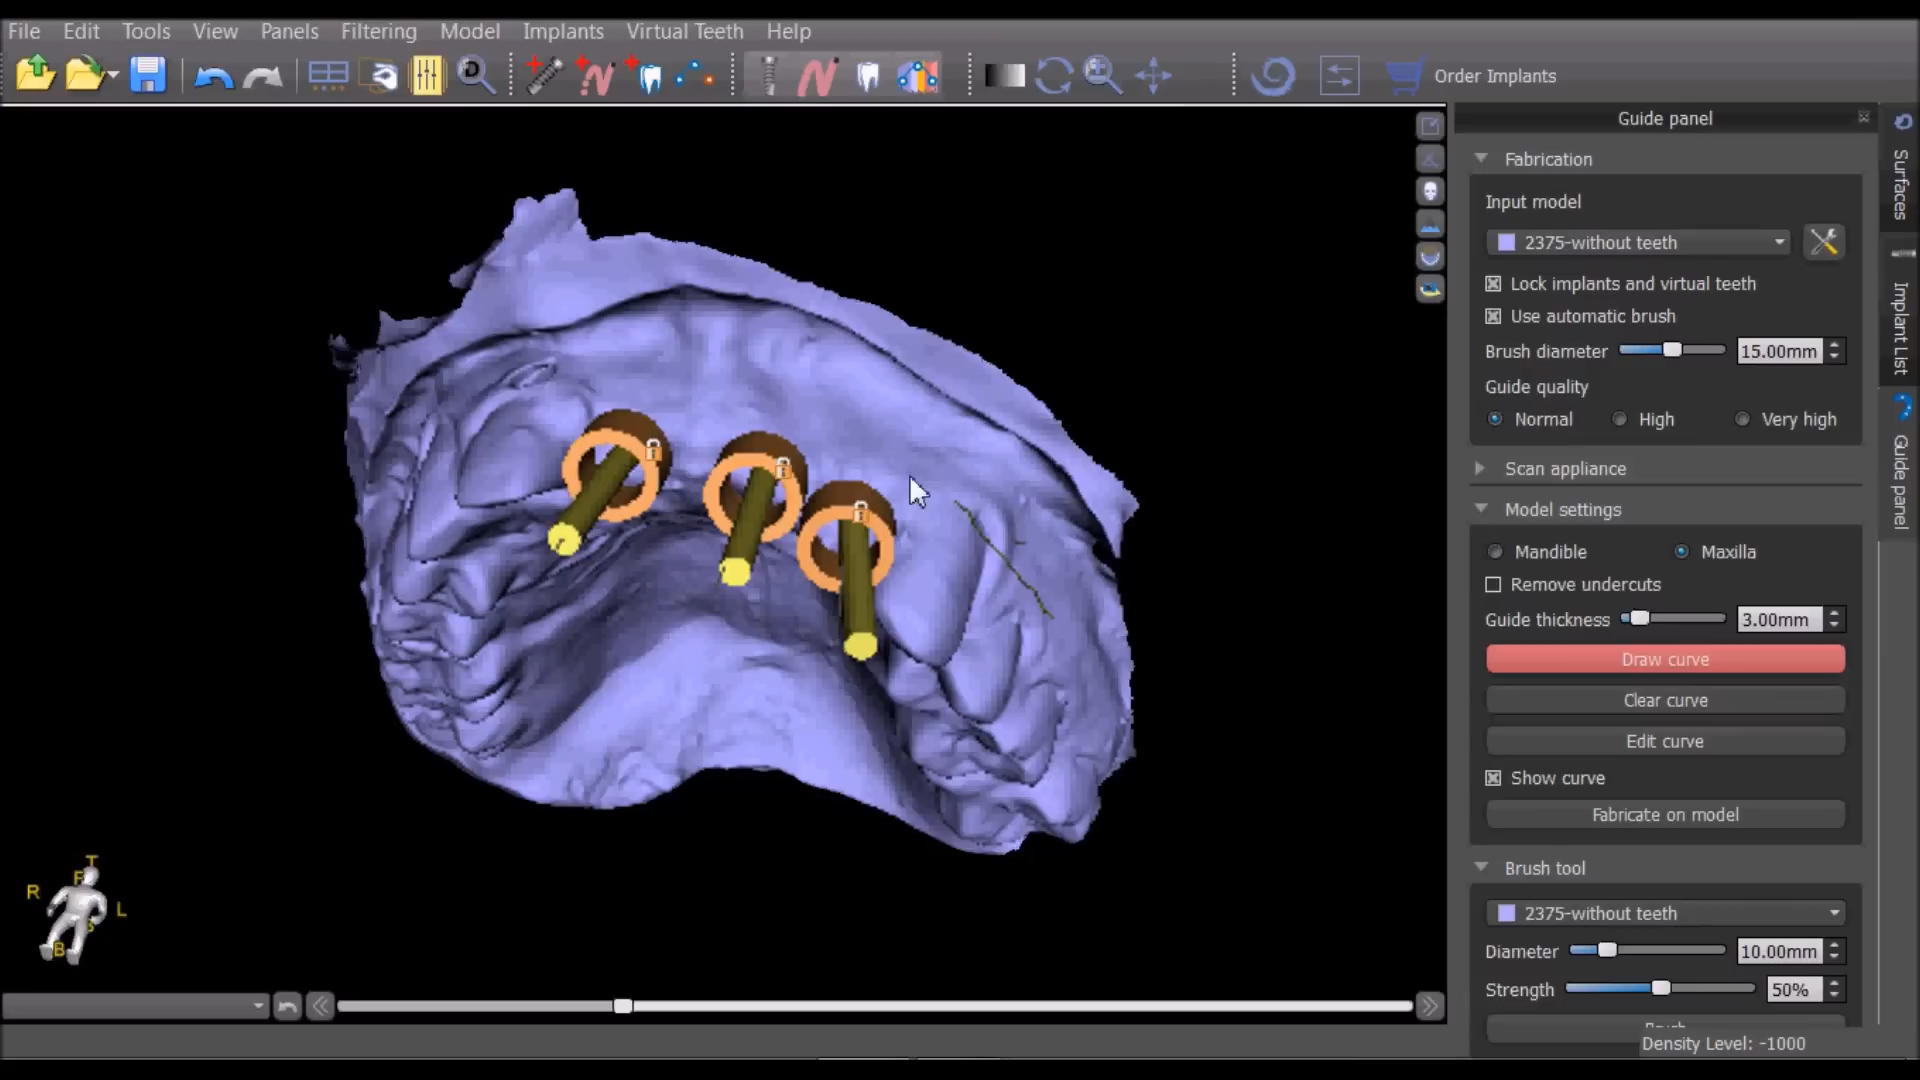 File Edit Tools View Panels Filtering Model Implants Virtual Teeth Help
Order Implants
Guide panel
Fabrication
Input model
2375-without teeth
Lock implants and virtual teeth
Use automatic brush
Brush diameter 15.00mm
Guide quality
Normal High Very high
Scan appliance
Model settings
Mandible Maxilla
Remove undercuts
Guide thickness 3.00mm
Draw curve
Clear curve
Edit curve
Show curve
Fabricate on model
Brush tool
2375-without teeth
Diameter 10.00mm
Strength 50%
Density Level: -1000
Surfaces
Implant List
Guide panel
T
F
R
L
B